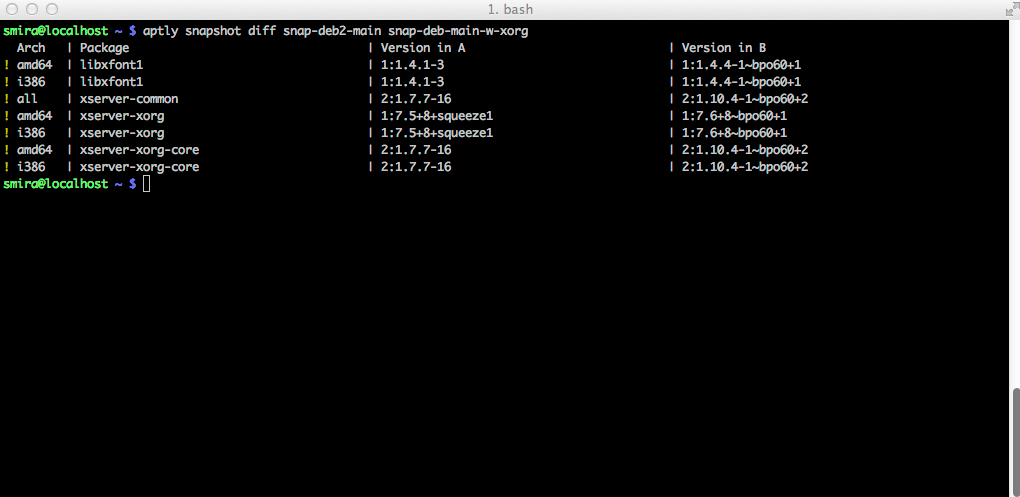 1. bash
smira@localhost ~ $ aptly snapshot diff snap-deb2-main snap-deb-main-w-xorg
  Arch   | Package                                  | Version in A                             | Version in B
! amd64  | libxfont1                                | 1:1.4.1-3                                | 1:1.4.4-1~bpo60+1
! i386   | libxfont1                                | 1:1.4.1-3                                | 1:1.4.4-1~bpo60+1
! all    | xserver-common                           | 2:1.7.7-16                               | 2:1.10.4-1~bpo60+2
! amd64  | xserver-xorg                             | 1:7.5+8+squeeze1                         | 1:7.6+8~bpo60+1
! i386   | xserver-xorg                             | 1:7.5+8+squeeze1                         | 1:7.6+8~bpo60+1
! amd64  | xserver-xorg-core                        | 2:1.7.7-16                               | 2:1.10.4-1~bpo60+2
! i386   | xserver-xorg-core                        | 2:1.7.7-16                               | 2:1.10.4-1~bpo60+2
smira@localhost ~ $